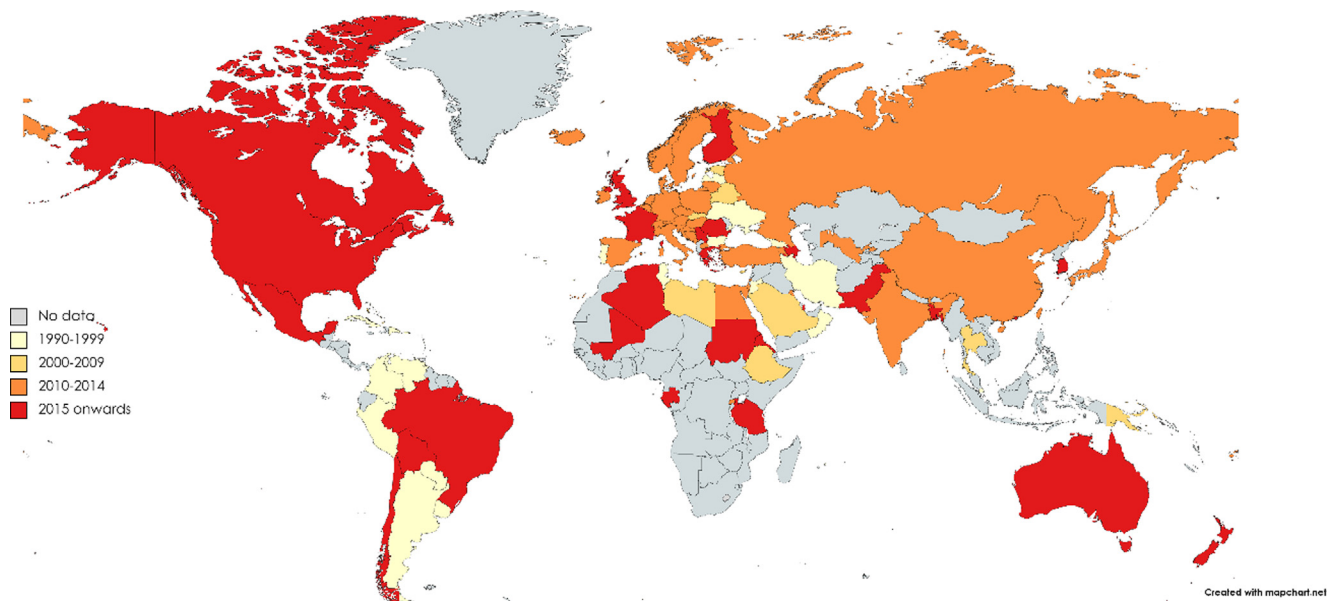 No data
1990-1999
2000-2009
2010-2014
2015 onwards
Created with mapchart.net